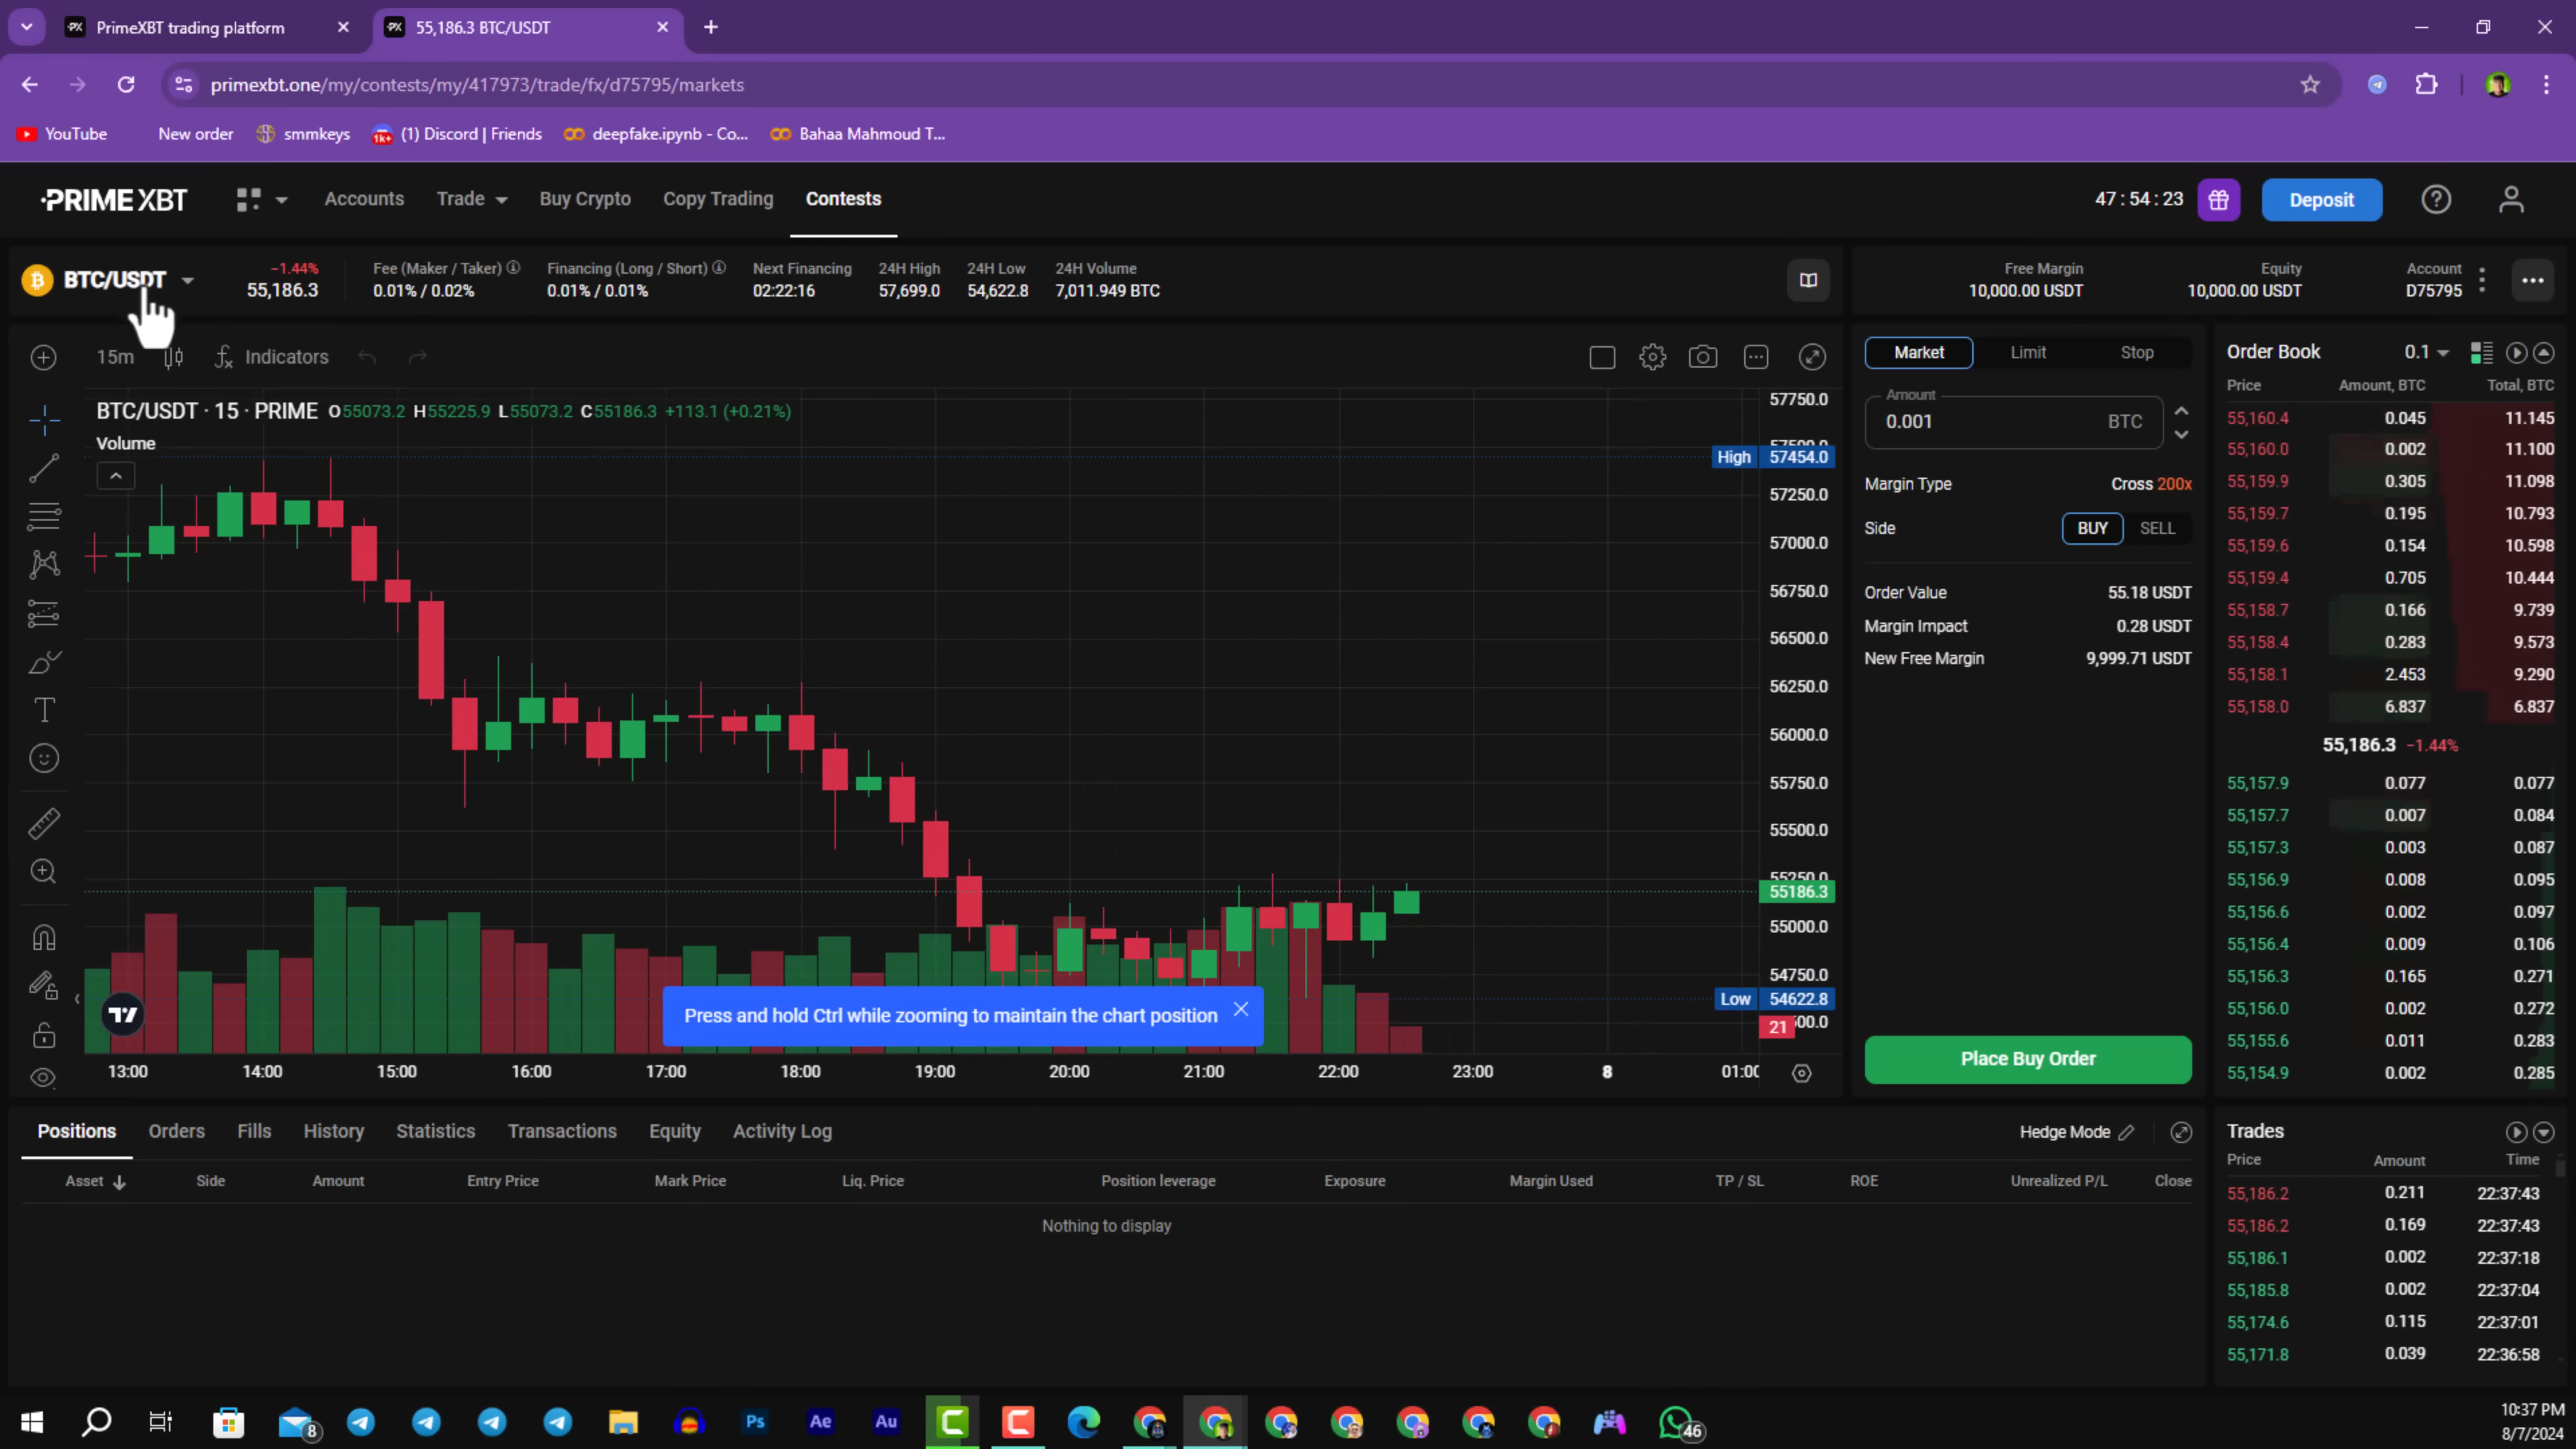 PrimeXBT trading platform
55,186.3 BTC/USDT
primexbt.one/my/contests/my/417973/trade/fx/d75795/markets
YouTube New order smmkeys (1) Discord | Friends deepfake.ipynb - Co... Bahaa Mahmoud T...
PRIME XBT Accounts Trade Buy Crypto Copy Trading Contests 47 : 54 : 23 Deposit
BTC/USDT
−1.44%
55,186.3
Fee (Maker / Taker)
0.01% / 0.02%
Financing (Long / Short)
0.01% / 0.01%
Next Financing
02:22:16
24H High
57,699.0
24H Low
54,622.8
24H Volume
7,011.949 BTC
Free Margin
10,000.00 USDT
Equity
10,000.00 USDT
Account
D75795
15m Indicators
BTC/USDT · 15 · PRIME O55073.2 H55225.9 L55073.2 C55186.3 +113.1 (+0.21%)
Volume
57750.0
High 57454.0
57250.0
57000.0
56750.0
56500.0
56250.0
56000.0
55750.0
55500.0
55250.0
55186.3
55000.0
54750.0
Low 54622.8
21
Press and hold Ctrl while zooming to maintain the chart position
13:00 14:00 15:00 16:00 17:00 18:00 19:00 20:00 21:00 22:00 23:00 8 01:00
Market Limit Stop
Amount
0.001 BTC
Margin Type Cross 200x
Side BUY SELL
Order Value 55.18 USDT
Margin Impact 0.28 USDT
New Free Margin 9,999.71 USDT
Place Buy Order
Order Book 0.1
Price Amount, BTC Total, BTC
55,160.4 0.045 11.145
55,160.0 0.002 11.100
55,159.9 0.305 11.098
55,159.7 0.195 10.793
55,159.6 0.154 10.598
55,159.4 0.705 10.444
55,158.7 0.166 9.739
55,158.4 0.283 9.573
55,158.1 2.453 9.290
55,158.0 6.837 6.837
55,186.3 −1.44%
55,157.9 0.077 0.077
55,157.7 0.007 0.084
55,157.3 0.003 0.087
55,156.9 0.008 0.095
55,156.6 0.002 0.097
55,156.4 0.009 0.106
55,156.3 0.165 0.271
55,156.0 0.002 0.272
55,155.6 0.011 0.283
55,154.9 0.002 0.285
Positions Orders Fills History Statistics Transactions Equity Activity Log Hedge Mode
Asset Side Amount Entry Price Mark Price Liq. Price Position leverage Exposure Margin Used TP / SL ROE Unrealized P/L Close
Nothing to display
Trades
Price Amount Time
55,186.2 0.211 22:37:43
55,186.2 0.169 22:37:43
55,186.1 0.002 22:37:18
55,185.8 0.002 22:37:04
55,174.6 0.115 22:37:01
55,171.8 0.039 22:36:58
8 Ps Ae Au 46
10:37 PM
8/7/2024